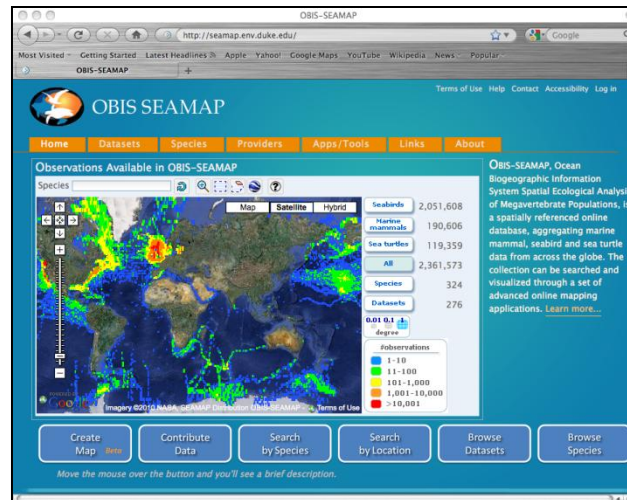 OBIS-SEAMAP
http://seamap.env.duke.edu/
Google
Most Visited Getting Started Latest Headlines Apple Yahoo! Google Maps YouTube Wikipedia News Popular
OBIS-SEAMAP +
Terms of Use Help Contact Accessibility Log in
OBIS SEAMAP
Home Datasets Species Providers Apps/Tools Links About
Observations Available in OBIS-SEAMAP
Species
Map Satellite Hybrid
Seabirds 2,051,608
Marine mammals 190,606
Sea turtles 119,359
All 2,361,573
Species 324
Datasets 276
0.01 0.1 1
degree
#observations
1-10
11-100
101-1,000
1,001-10,000
>10,001
Google
Imagery ©2010 NASA, SEAMAP Distribution OBIS-SEAMAP - Terms of Use
OBIS-SEAMAP, Ocean
Biogeographic Information
System Spatial Ecological Analysi
of Megavertebrate Populations, is
a spatially referenced online
database, aggregating marine
mammal, seabird and sea turtle
data from across the globe. The
collection can be searched and
visualized through a set of
advanced online mapping
applications. Learn more...
Create Map Beta
Contribute Data
Search by Species
Search by Location
Browse Datasets
Browse Species
Move the mouse over the button and you'll see a brief description.